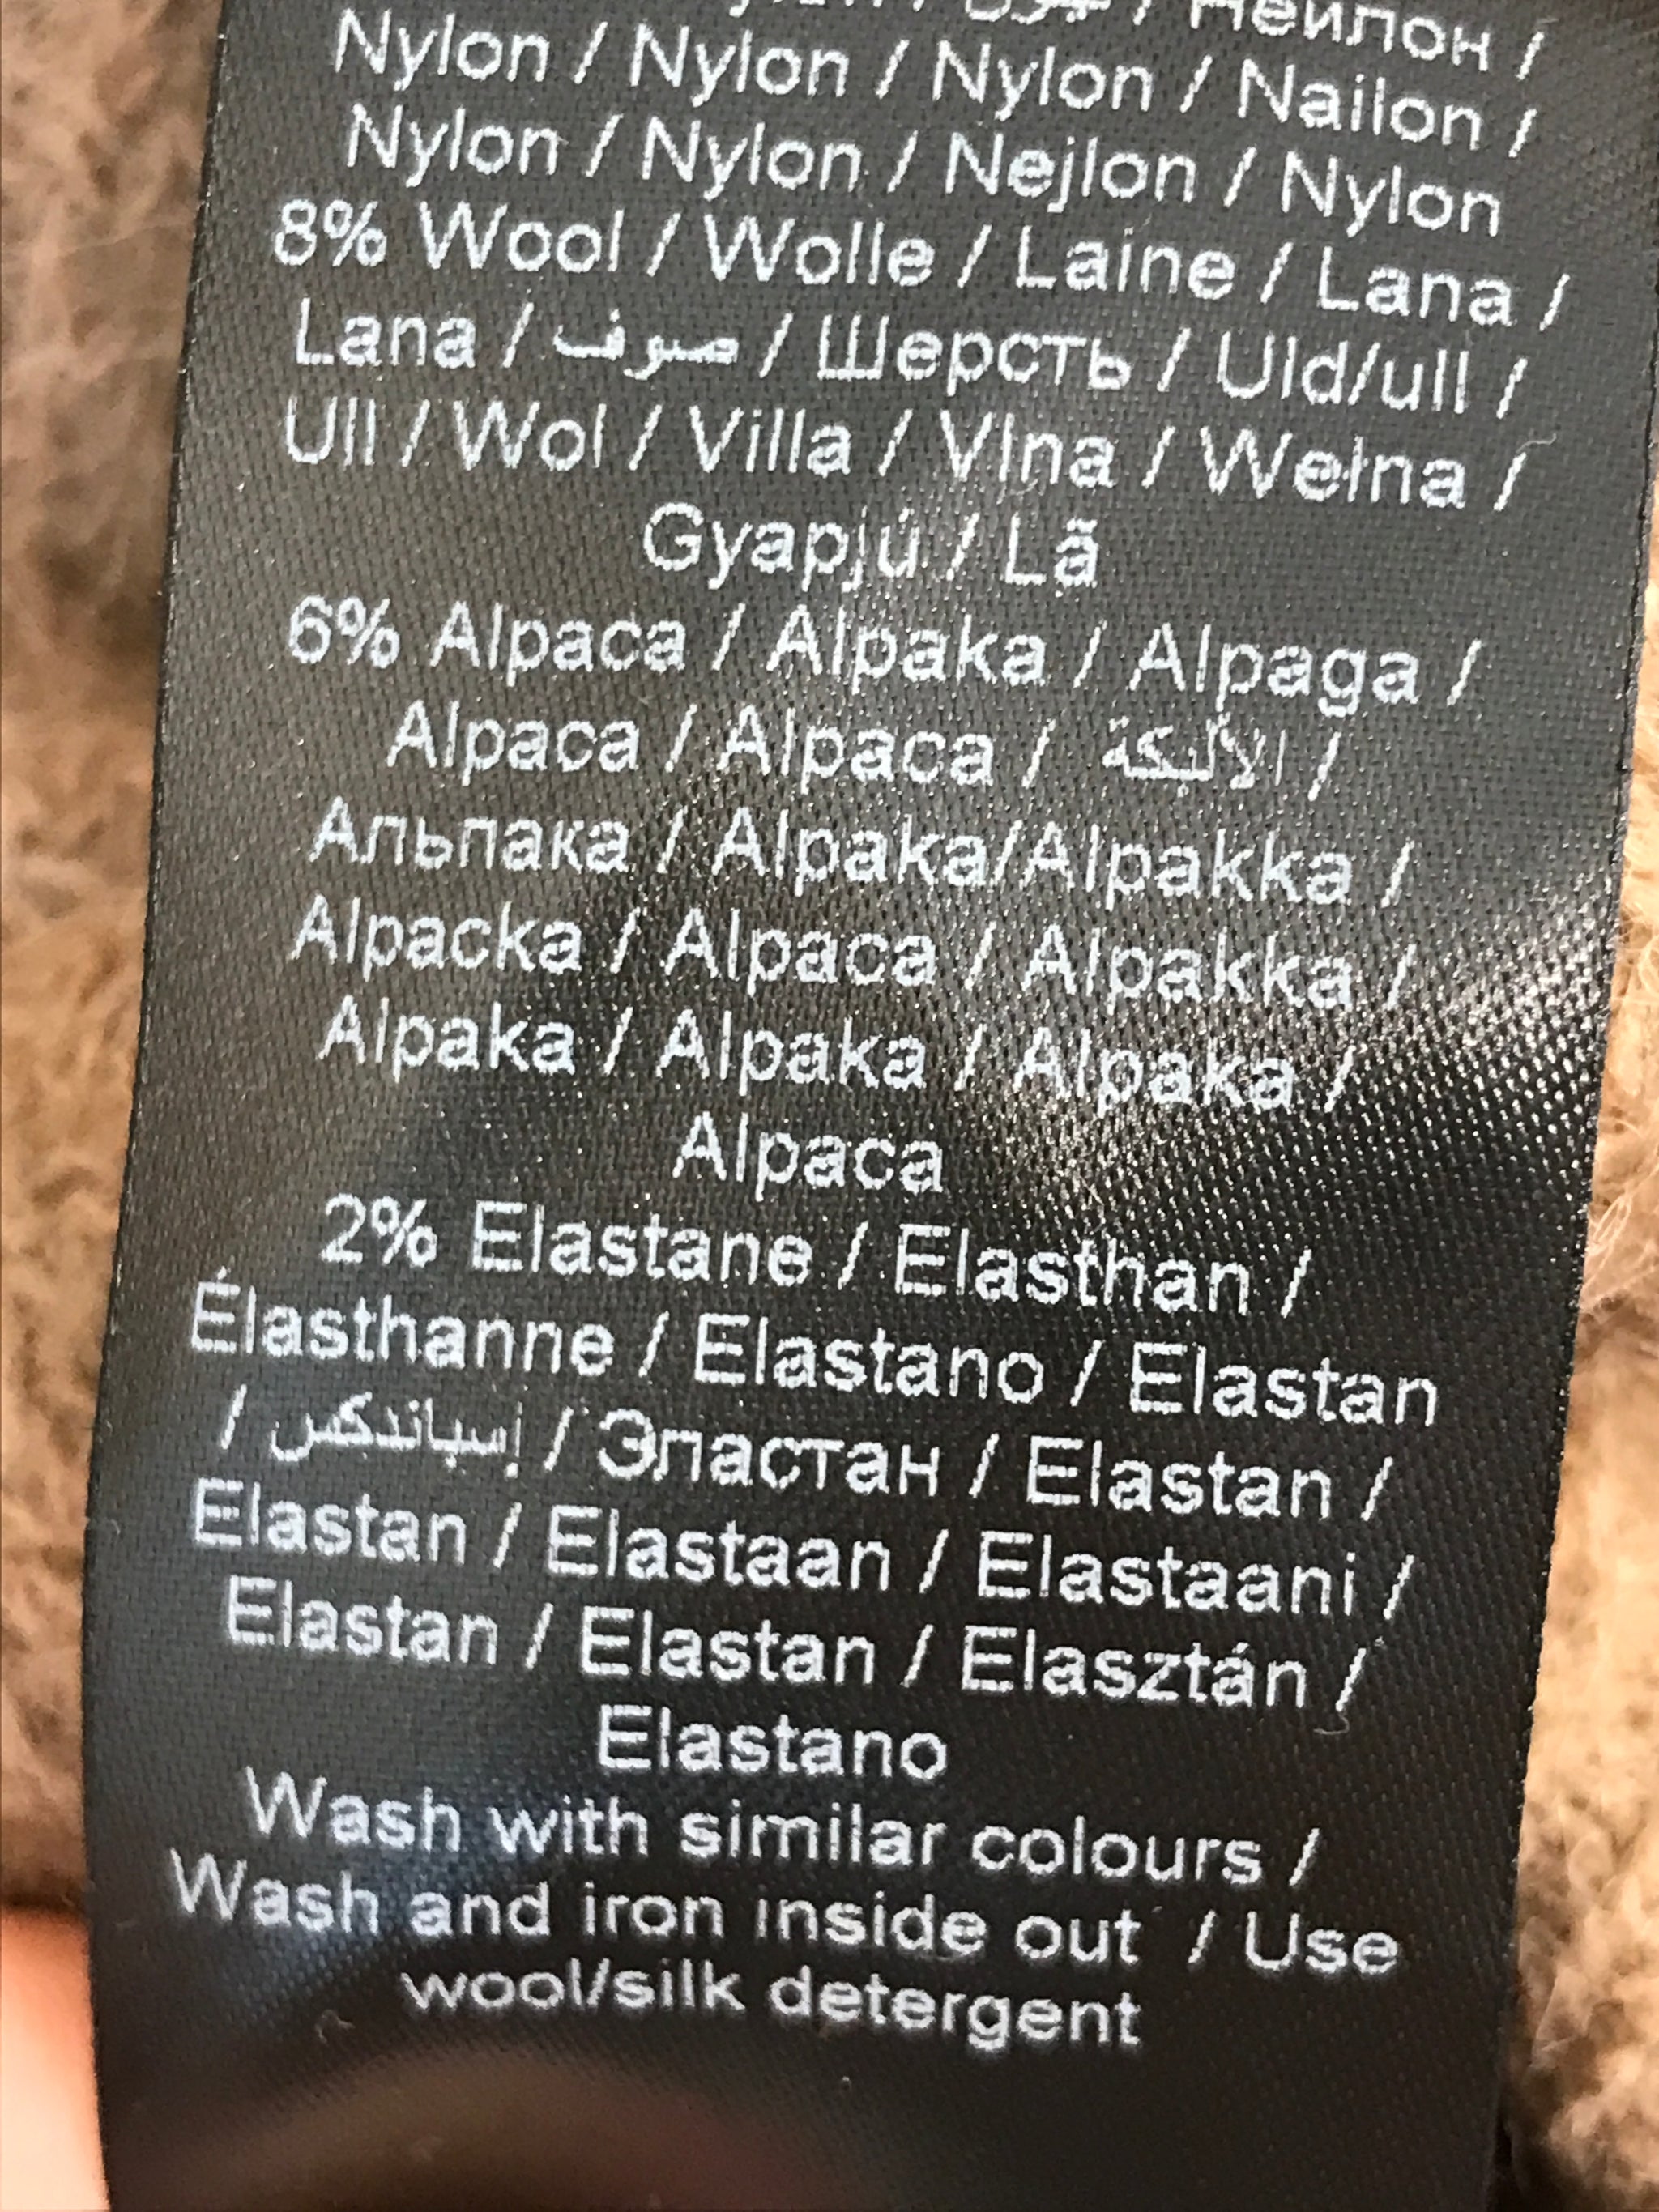 / Нейлон /
Nylon / Nylon / Nylon / Nailon /
Nylon / Nylon / Nejlon / Nylon
8% Wool / Wolle / Laine / Lana /
Lana / صوف / Шерсть / Uld/ull /
Ull / Wol / Villa / Vlna / Wełna /
Gyapjú / Lã
6% Alpaca / Alpaka / Alpaga /
Alpaca / Alpaca / الألبكة /
Альпака / Alpaka/Alpakka /
Alpacka / Alpaca / Alpakka /
Alpaka / Alpaka / Alpaka /
Alpaca
2% Elastane / Elasthan /
Élasthanne / Elastano / Elastan
/ إسباندكس / Эластан / Elastan /
Elastan / Elastaan / Elastaani /
Elastan / Elastan / Elasztán /
Elastano
Wash with similar colours /
Wash and iron inside out / Use
wool/silk detergent